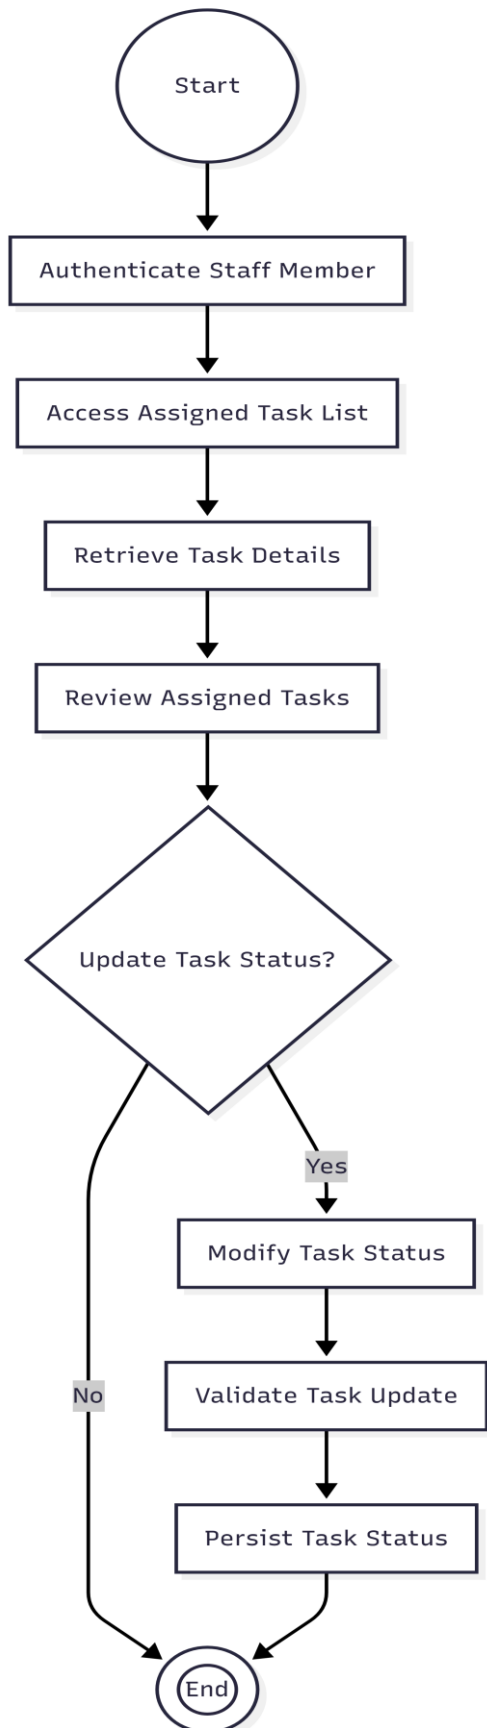 Start
Authenticate Staff Member
Access Assigned Task List
Retrieve Task Details
Review Assigned Tasks
Update Task Status?
Yes
Modify Task Status
No
Validate Task Update
Persist Task Status
End